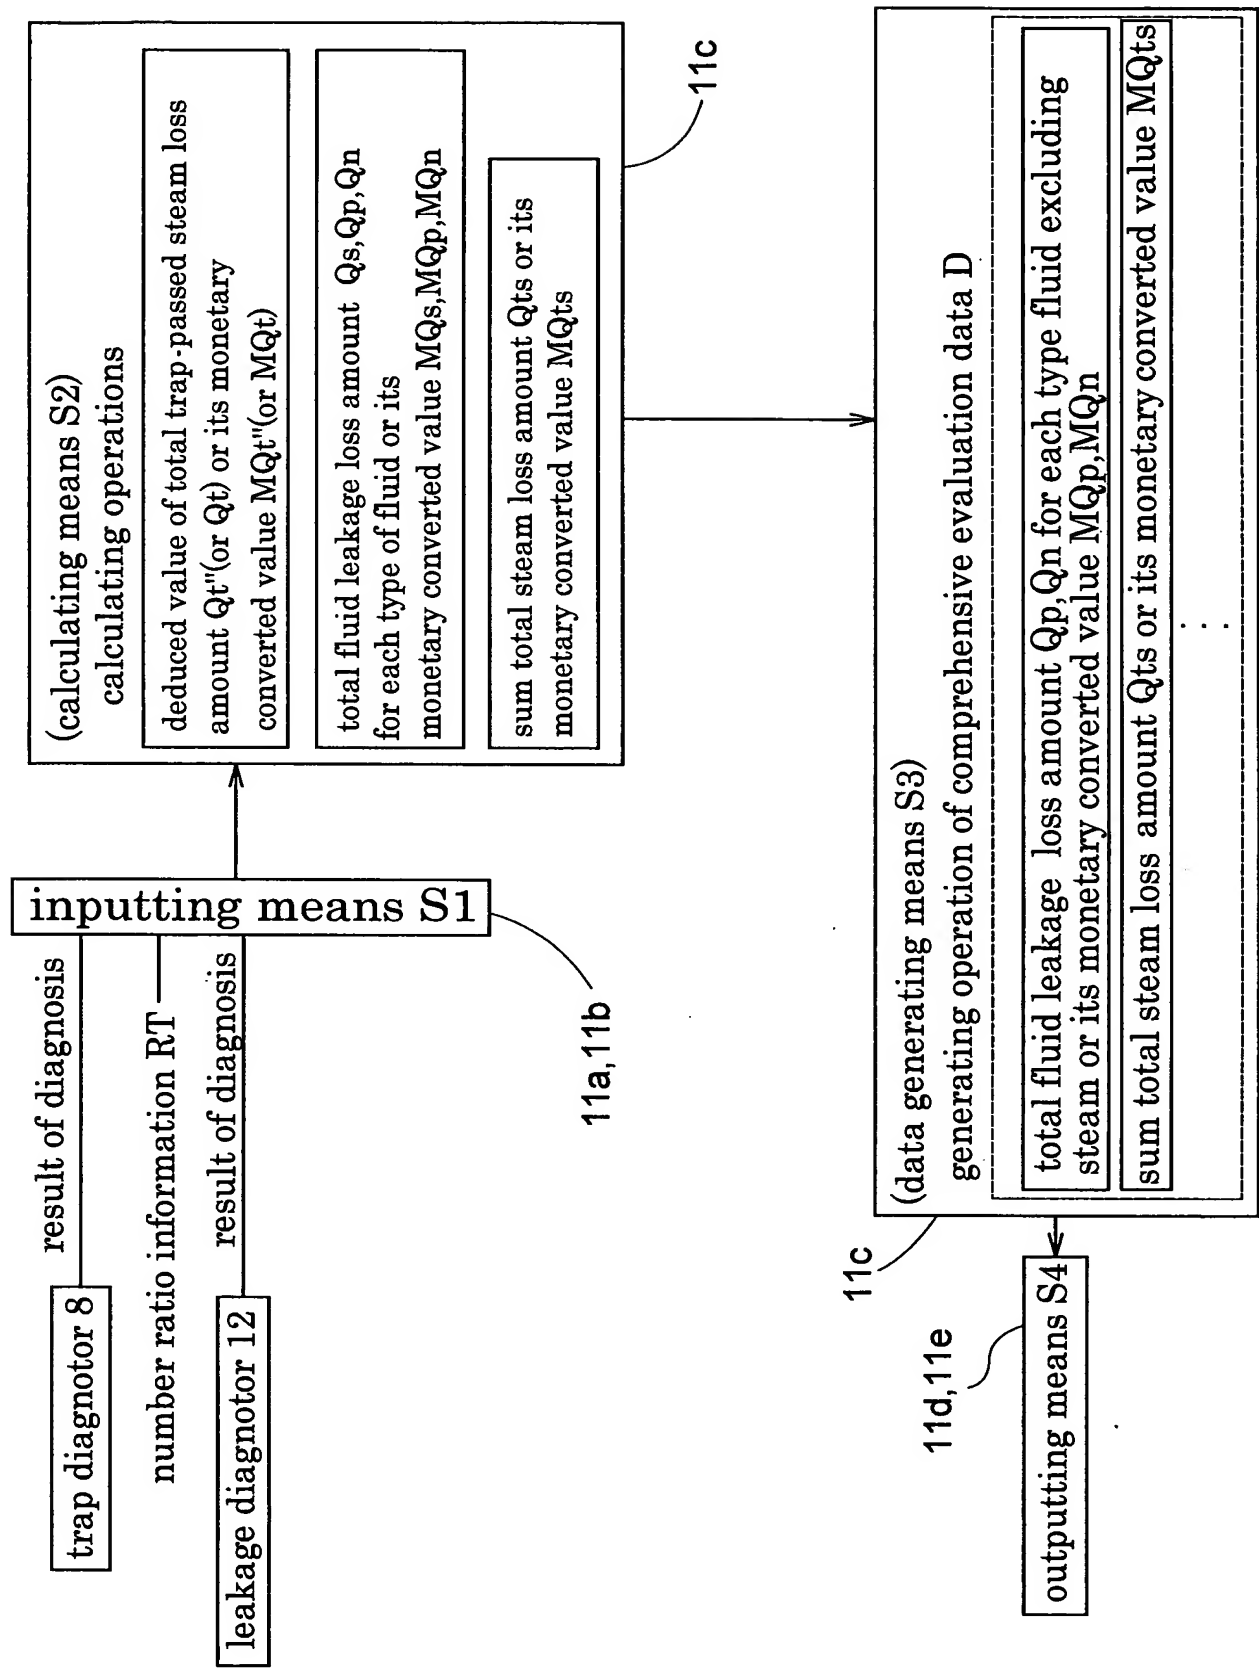 trap diagnotor 8
result of diagnosis
number ratio information RT
leakage diagnotor 12
result of diagnosis
inputting means S1
11a,11b
(calculating means S2)
calculating operations
deduced value of total trap-passed steam loss
amount Qt"(or Qt) or its monetary
converted value MQt"(or MQt)
total fluid leakage loss amount Qs,Qp,Qn
for each type of fluid or its
monetary converted value MQs,MQp,MQn
sum total steam loss amount Qts or its
monetary converted value MQts
11c
(data generating means S3)
generating operation of comprehensive evaluation data D
total fluid leakage loss amount Qp,Qn for each type fluid excluding
steam or its monetary converted value MQp,MQn
sum total steam loss amount Qts or its monetary converted value MQts
...
11c
11d,11e
outputting means S4